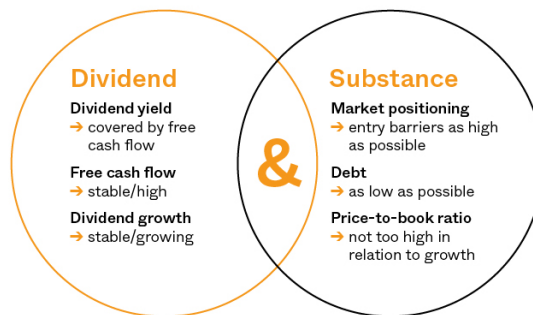 Dividend
Dividend yield
→ covered by free
cash flow
Free cash flow
→ stable/high
Dividend growth
→ stable/growing
&
Substance
Market positioning
→ entry barriers as high
as possible
Debt
→ as low as possible
Price-to-book ratio
→ not too high in
relation to growth